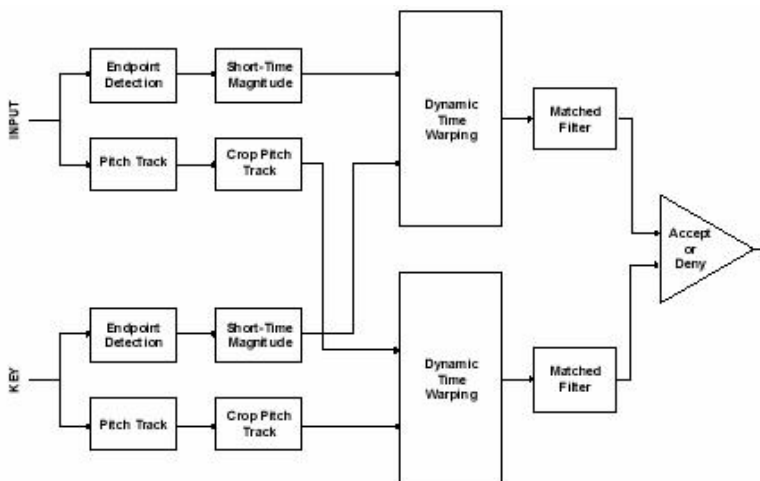 INPUT
Endpoint
Detection
Short-Time
Magnitude
Pitch Track
Crop Pitch
Track
Dynamic
Time
Warping
Matched
Filter
Accept
or
Deny
KEY
Endpoint
Detection
Short-Time
Magnitude
Pitch Track
Crop Pitch
Track
Dynamic
Time
Warping
Matched
Filter